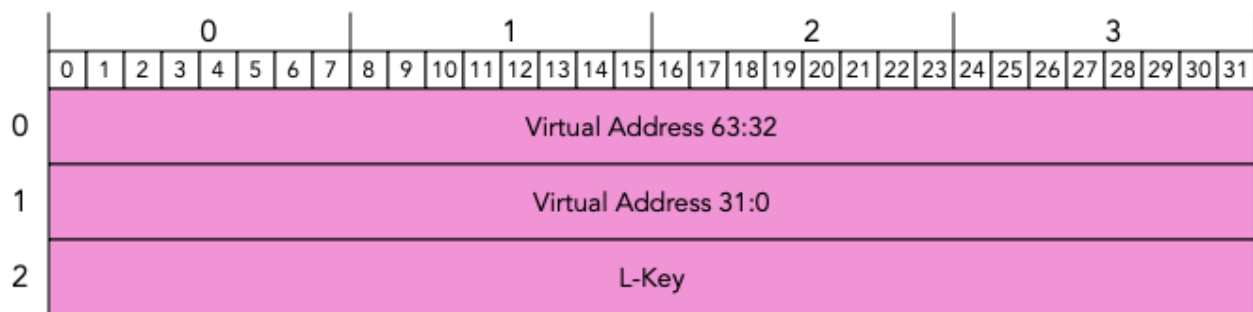 0 1 2 3
0 1 2 3 4 5 6 7 8 9 10 11 12 13 14 15 16 17 18 19 20 21 22 23 24 25 26 27 28 29 30 31
0 Virtual Address 63:32
1 Virtual Address 31:0
2 L-Key